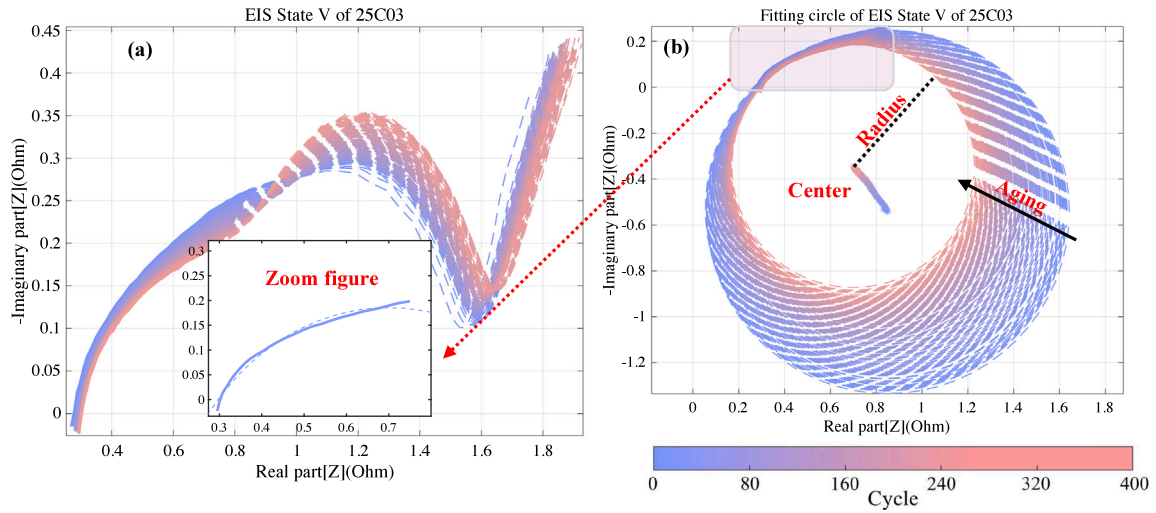 EIS State V of 25C03
(a)
0.45
0.4
0.35
0.3
0.25
0.2
0.15
0.1
0.05
0
-Imaginary part[Z](Ohm)
0.4 0.6 0.8 1 1.2 1.4 1.6 1.8
Real part[Z](Ohm)
Zoom figure
0.3
0.2
0.15
0.1
0.05
0
0.3 0.4 0.5 0.6 0.7
Fitting circle of EIS State V of 25C03
(b)
0.2
0
-0.2
-0.4
-0.6
-0.8
-1
-1.2
-Imaginary part[Z](Ohm)
Radius
Center
Aging
0 0.2 0.4 0.6 0.8 1 1.2 1.4 1.6 1.8
Real part[Z](Ohm)
0 80 160 240 320 400
Cycle